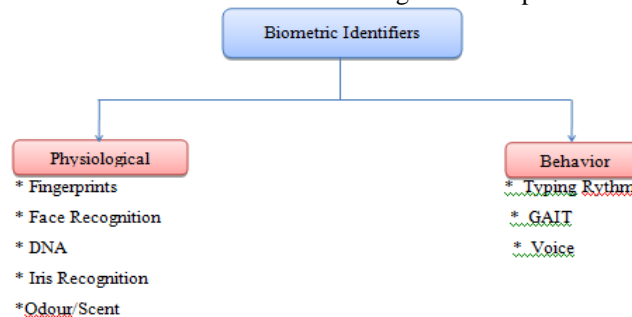 Biometric Identifiers
Physiological
* Fingerprints
* Face Recognition
* DNA
* Iris Recognition
*Odour/Scent
Behavior
* Typing Rythm
* GAIT
* Voice